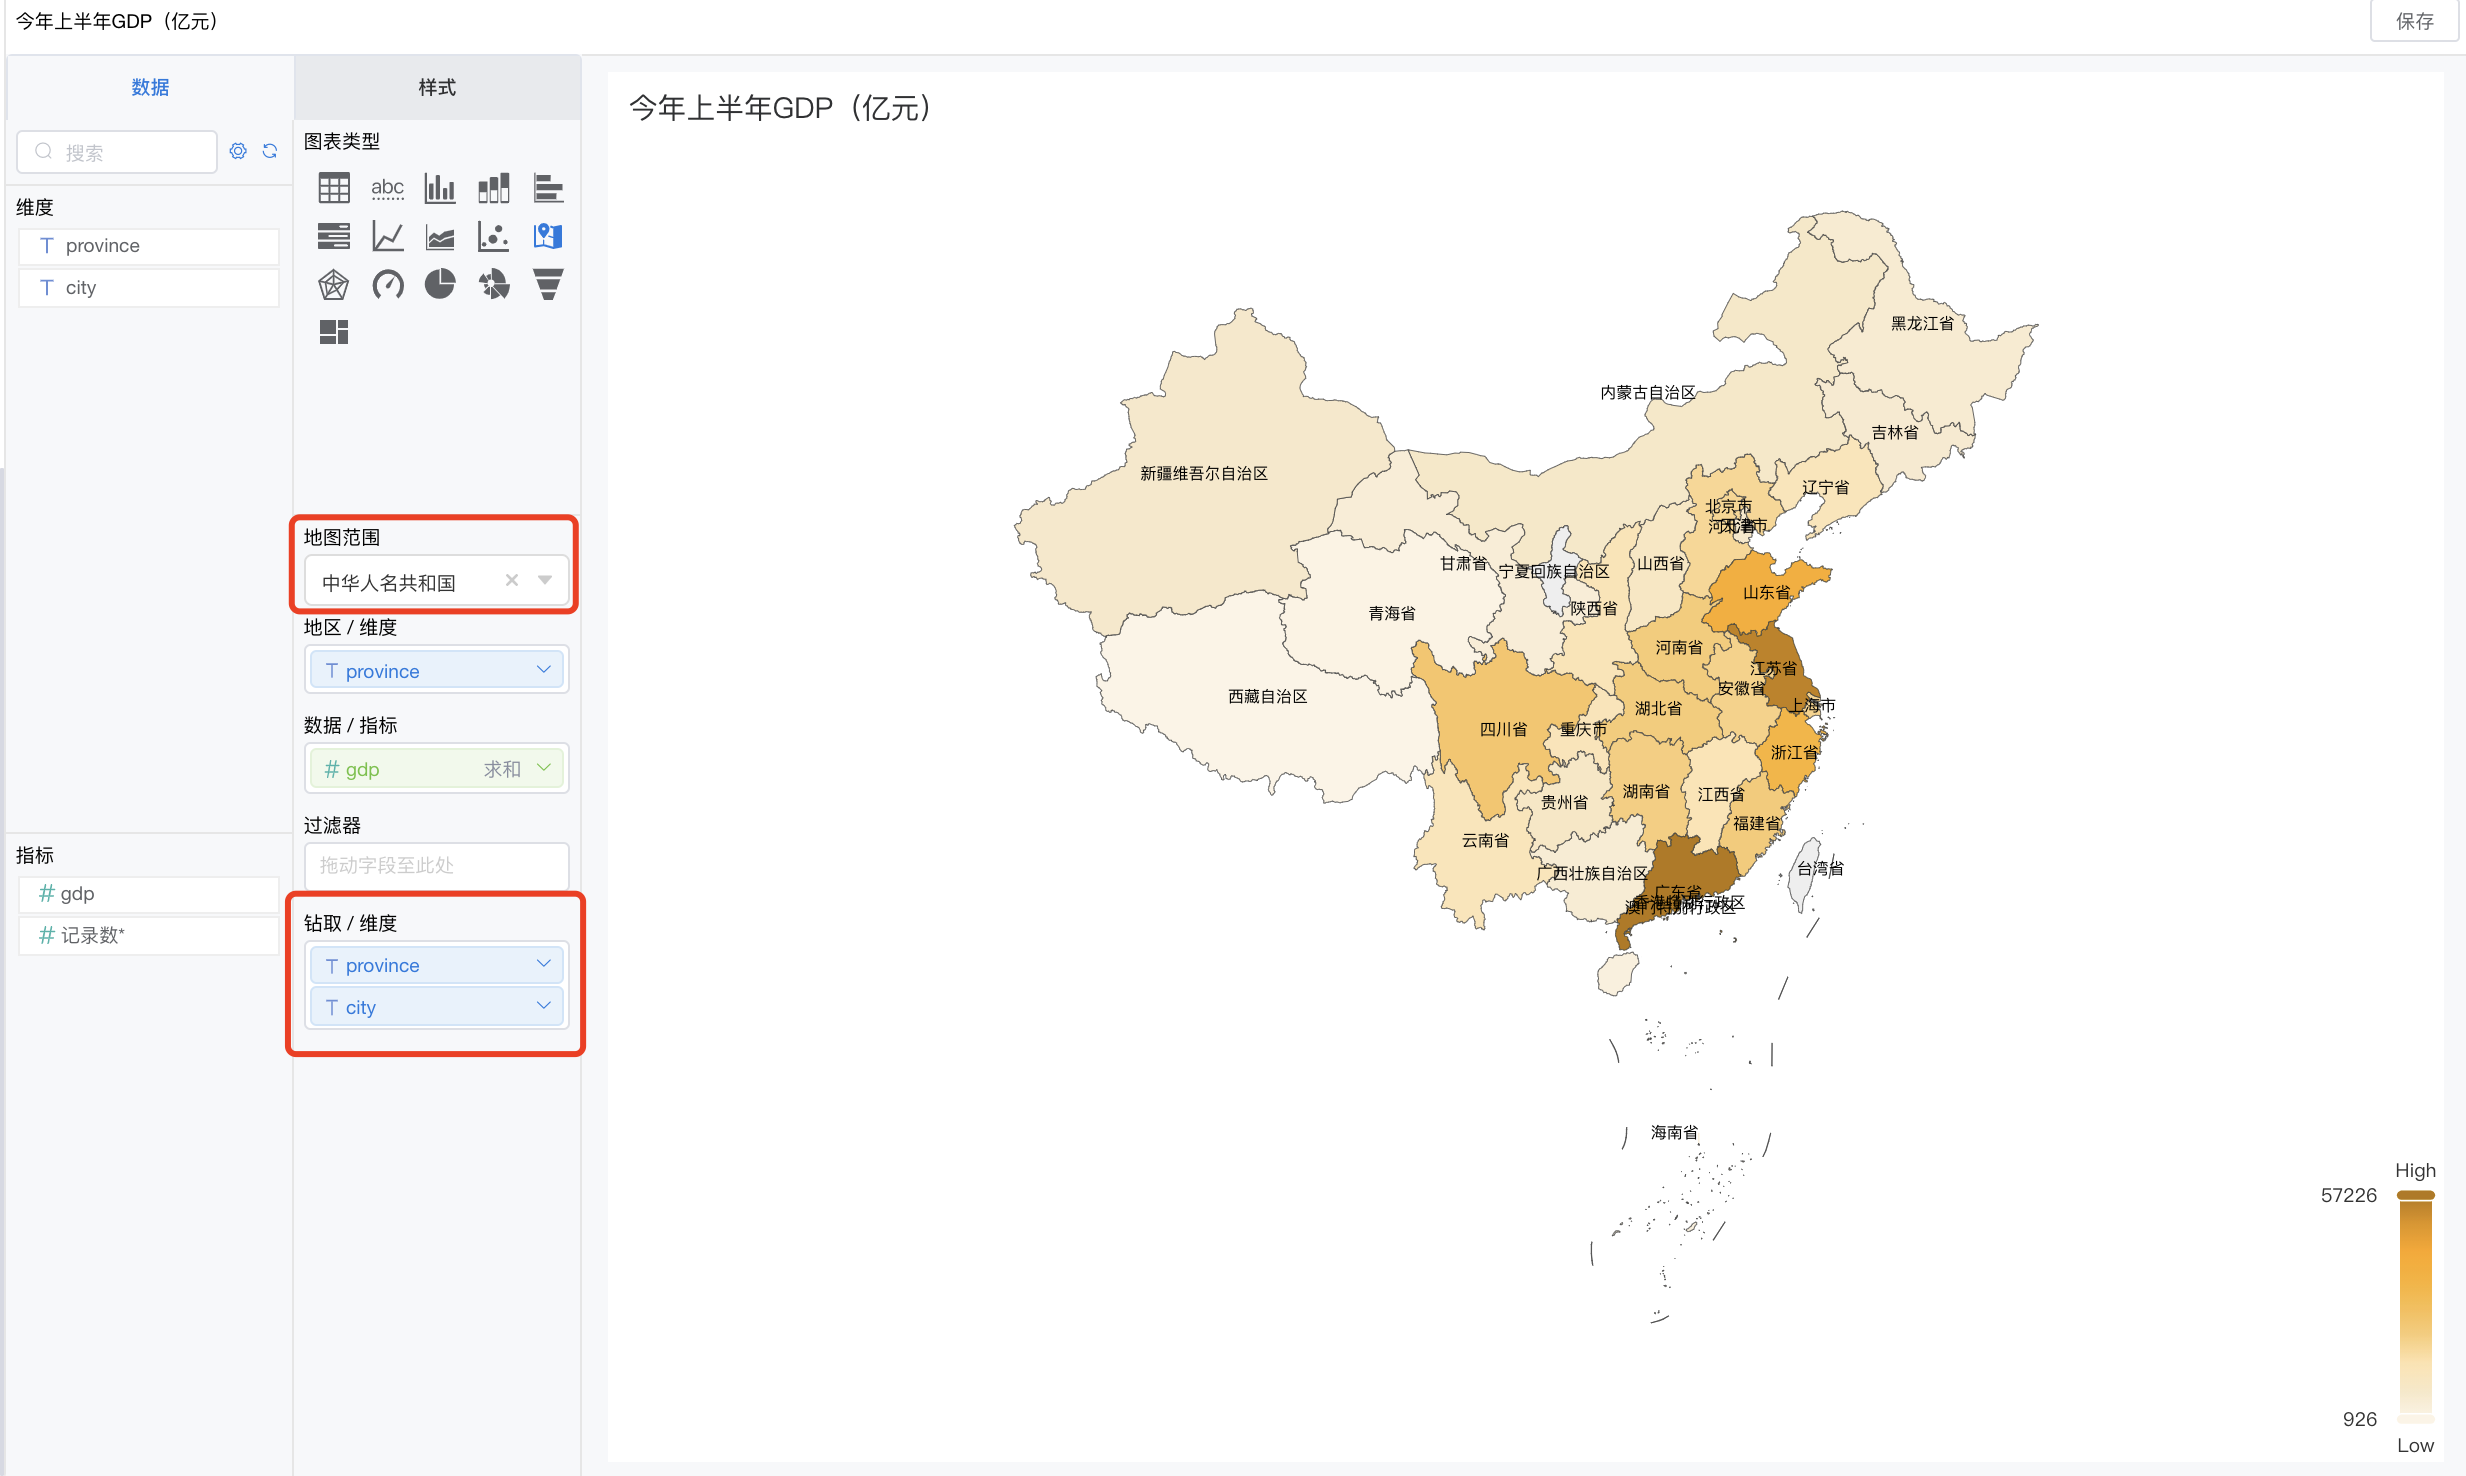 今年上半年GDP（亿元）
保存
数据
样式
搜索
维度
province
city
指标
gdp
记录数*
图表类型
abc
地图范围
中华人名共和国
地区 / 维度
province
数据 / 指标
gdp 求和
过滤器
拖动字段至此处
钻取 / 维度
province
city
今年上半年GDP（亿元）
黑龙江省
内蒙古自治区
吉林省
新疆维吾尔自治区
辽宁省
北京市
河北省
天津市
甘肃省
宁夏回族自治区
山西省
山东省
陕西省
青海省
河南省
江苏省
安徽省
西藏自治区
上海市
湖北省
四川省
重庆市
浙江省
湖南省
江西省
贵州省
福建省
云南省
台湾省
广西壮族自治区
广东省
香港特别行政区
澳门特别行政区
海南省
High
57226
926
Low